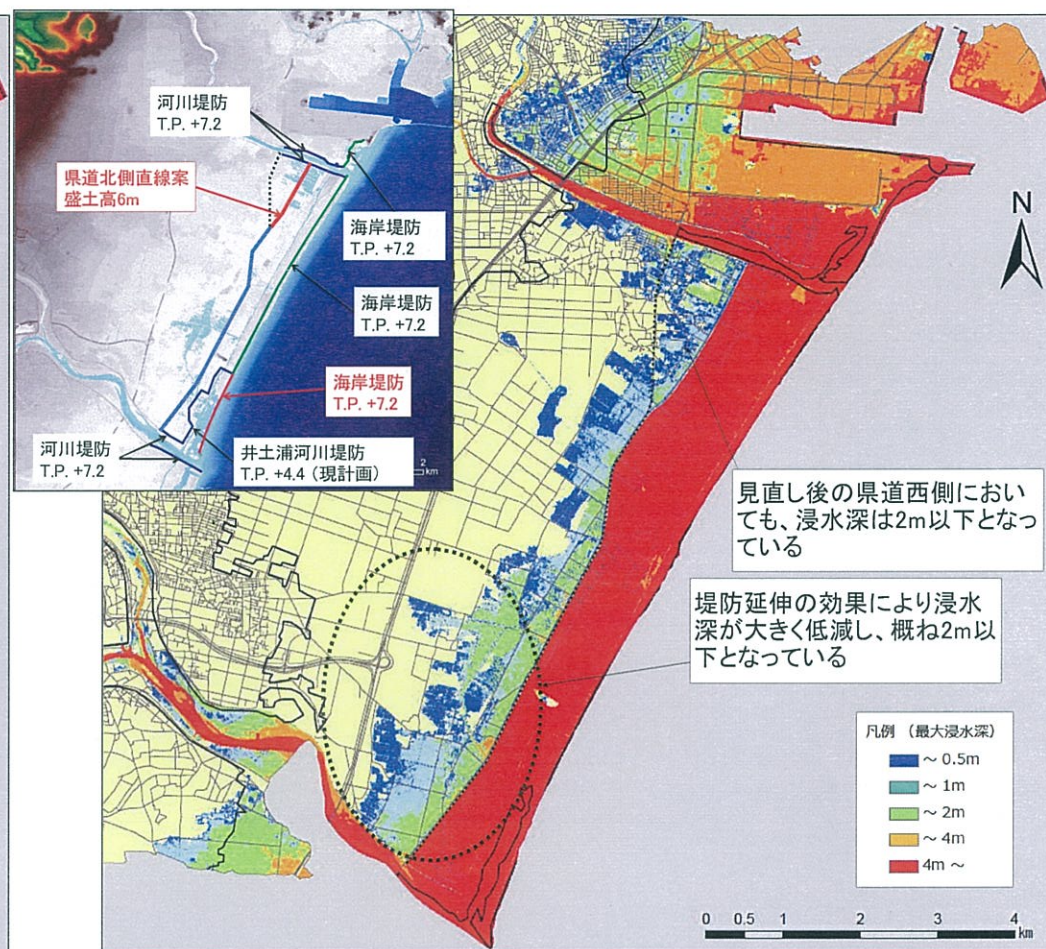 河川堤防
T.P. +7.2
県道北側直線案
盛土高6m
海岸堤防
T.P. +7.2
海岸堤防
T.P. +7.2
海岸堤防
T.P. +7.2
河川堤防
T.P. +7.2
井土浦河川堤防
T.P. +4.4 (現計画)
2
km
N
見直し後の県道西側におい
ても、浸水深は2m以下となっ
ている
堤防延伸の効果により浸水
深が大きく低減し、概ね2m以
下となっている
凡例 (最大浸水深)
~ 0.5m
~ 1m
~ 2m
~ 4m
4m ~
0 0.5 1 2 3 4
km